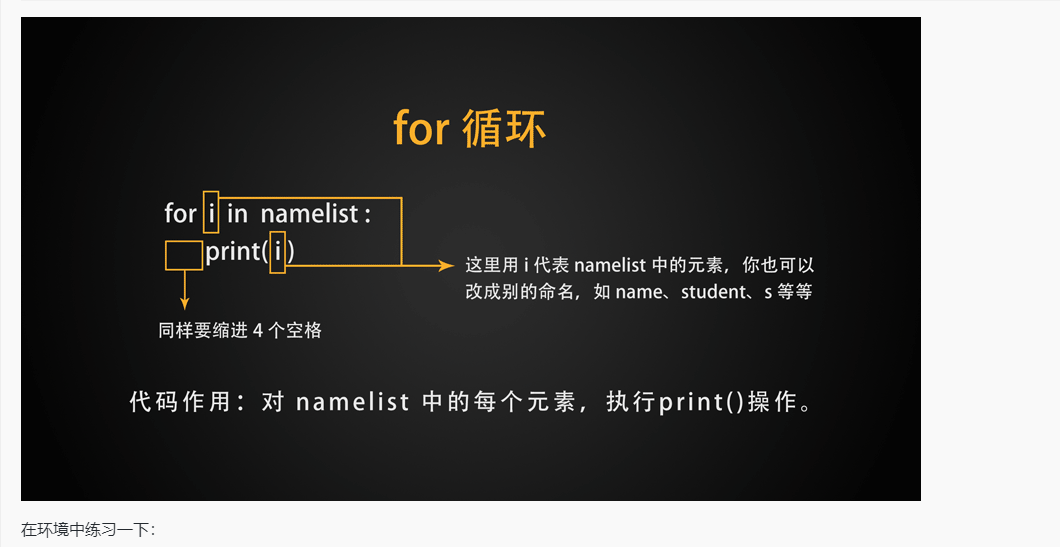 for 循环
for i in namelist :
print( i )
这里用 i 代表 namelist 中的元素，你也可以
改成别的命名，如 name、student、s 等等
同样要缩进 4 个空格
代码作用：对 namelist 中的每个元素，执行print()操作。
在环境中练习一下：